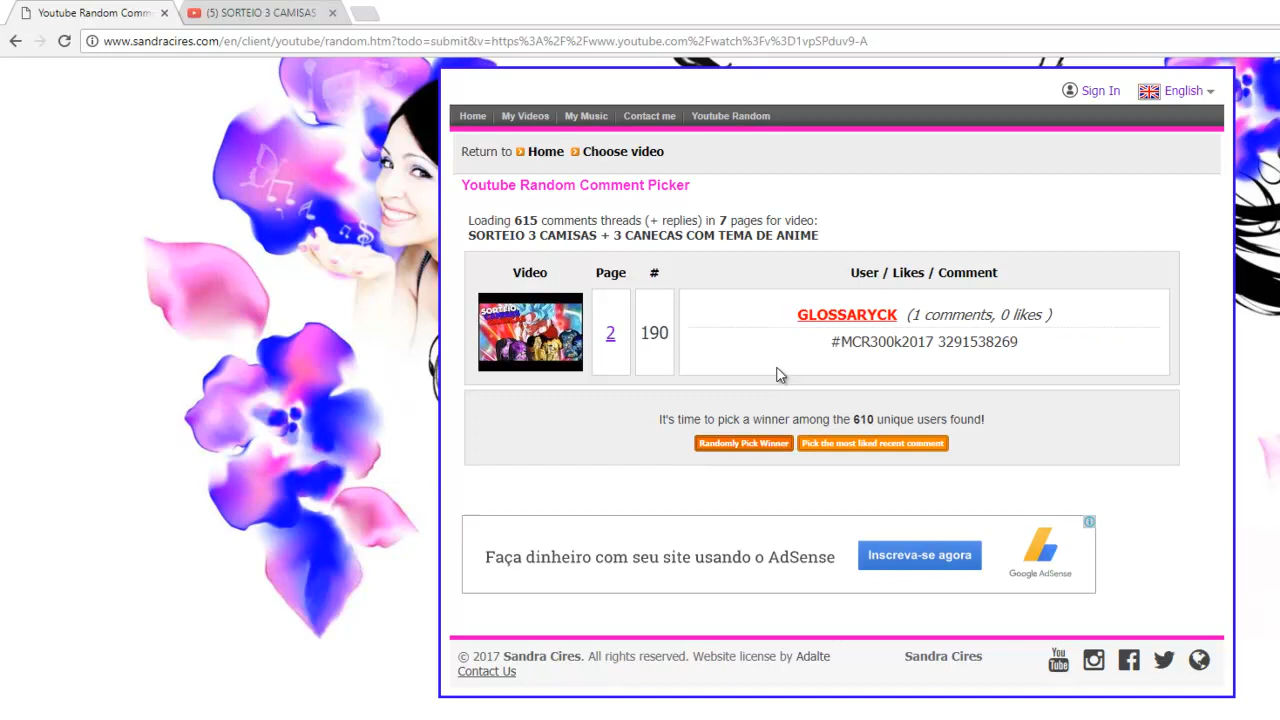 Youtube Random Comm
(5) SORTEIO 3 CAMISAS
www.sandracires.com/en/client/youtube/random.htm?todo=submit&v=https%3A%2F%2Fwww.youtube.com%2Fwatch%3Fv%3D1vpSPduv9-A
Sign In English
Home My Videos My Music Contact me Youtube Random
Return to Home Choose video
Youtube Random Comment Picker
Loading 615 comments threads (+ replies) in 7 pages for video:
SORTEIO 3 CAMISAS + 3 CANECAS COM TEMA DE ANIME
Video Page # User / Likes / Comment
SORTEIO
2 190 GLOSSARYCK (1 comments, 0 likes )
#MCR300k2017 3291538269
It's time to pick a winner among the 610 unique users found!
Randomly Pick Winner Pick the most liked recent comment
Faça dinheiro com seu site usando o AdSense Inscreva-se agora
Google AdSense
© 2017 Sandra Cires. All rights reserved. Website license by Adalte Sandra Cires
Contact Us
You Tube